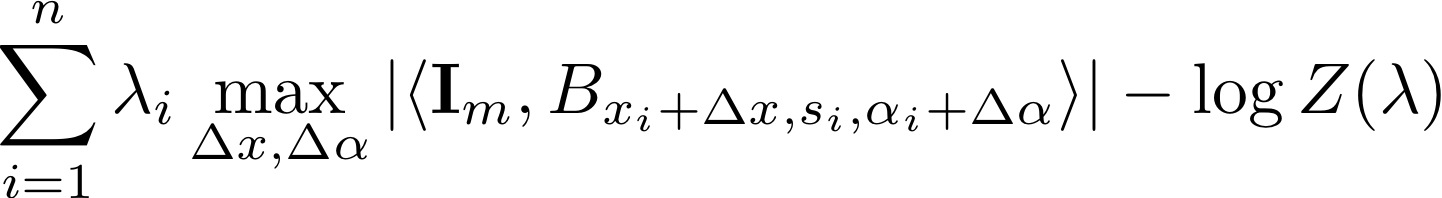 \sum_{i=1}^{n} \lambda_i \max_{\Delta x, \Delta \alpha} |\langle \mathbf{I}_m, B_{x_i+\Delta x, s_i, \alpha_i+\Delta \alpha} \rangle| - \log Z(\lambda)